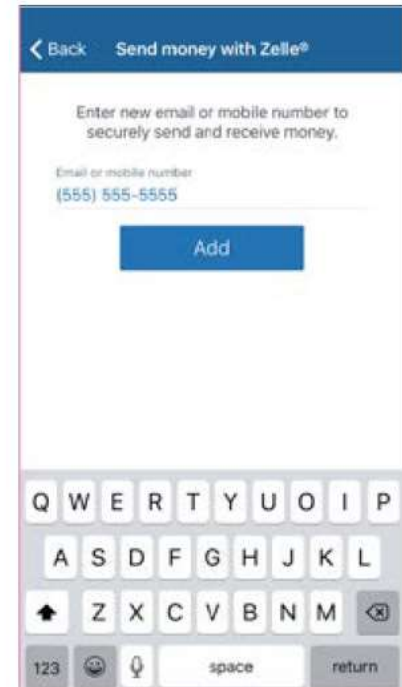 Back Send money with Zelle®
Enter new email or mobile number to
securely send and receive money.
Email or mobile number
(555) 555-5555
Add
Q W E R T Y U O I P
A S D F G H J K L
Z X C V B N M
123 space return